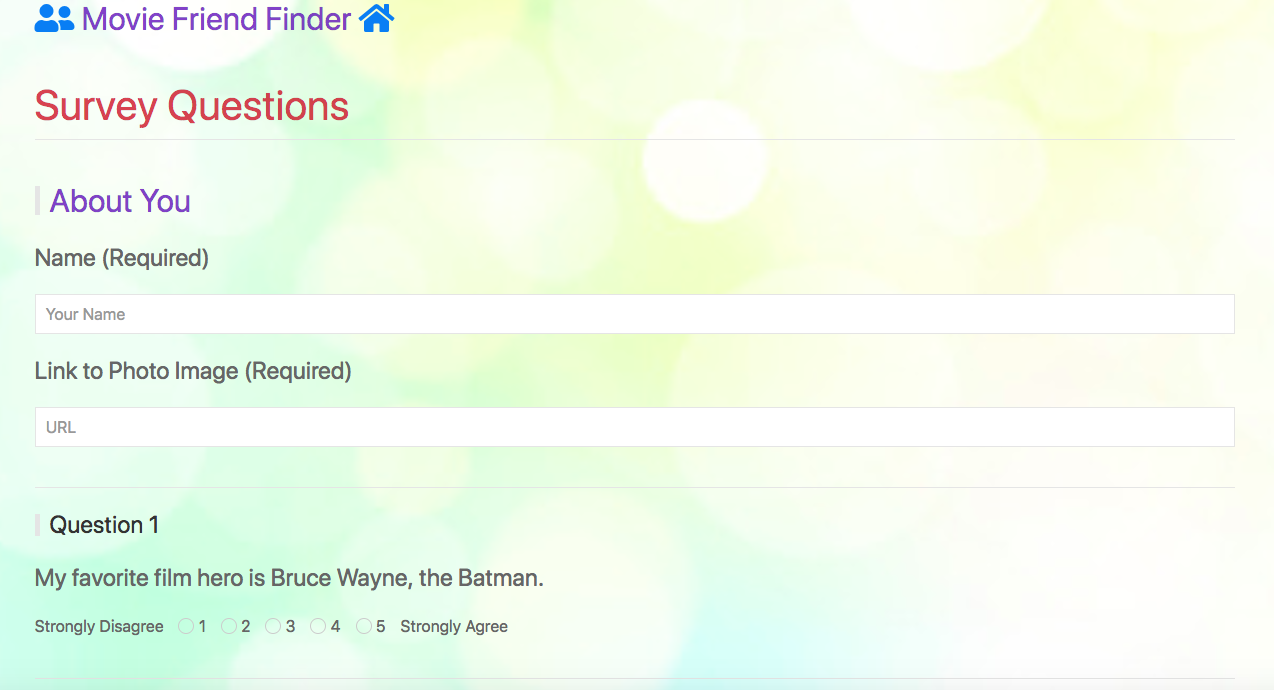 Movie Friend Finder
Survey Questions
About You
Name (Required)
Your Name
Link to Photo Image (Required)
URL
Question 1
My favorite film hero is Bruce Wayne, the Batman.
Strongly Disagree 1 2 3 4 5 Strongly Agree